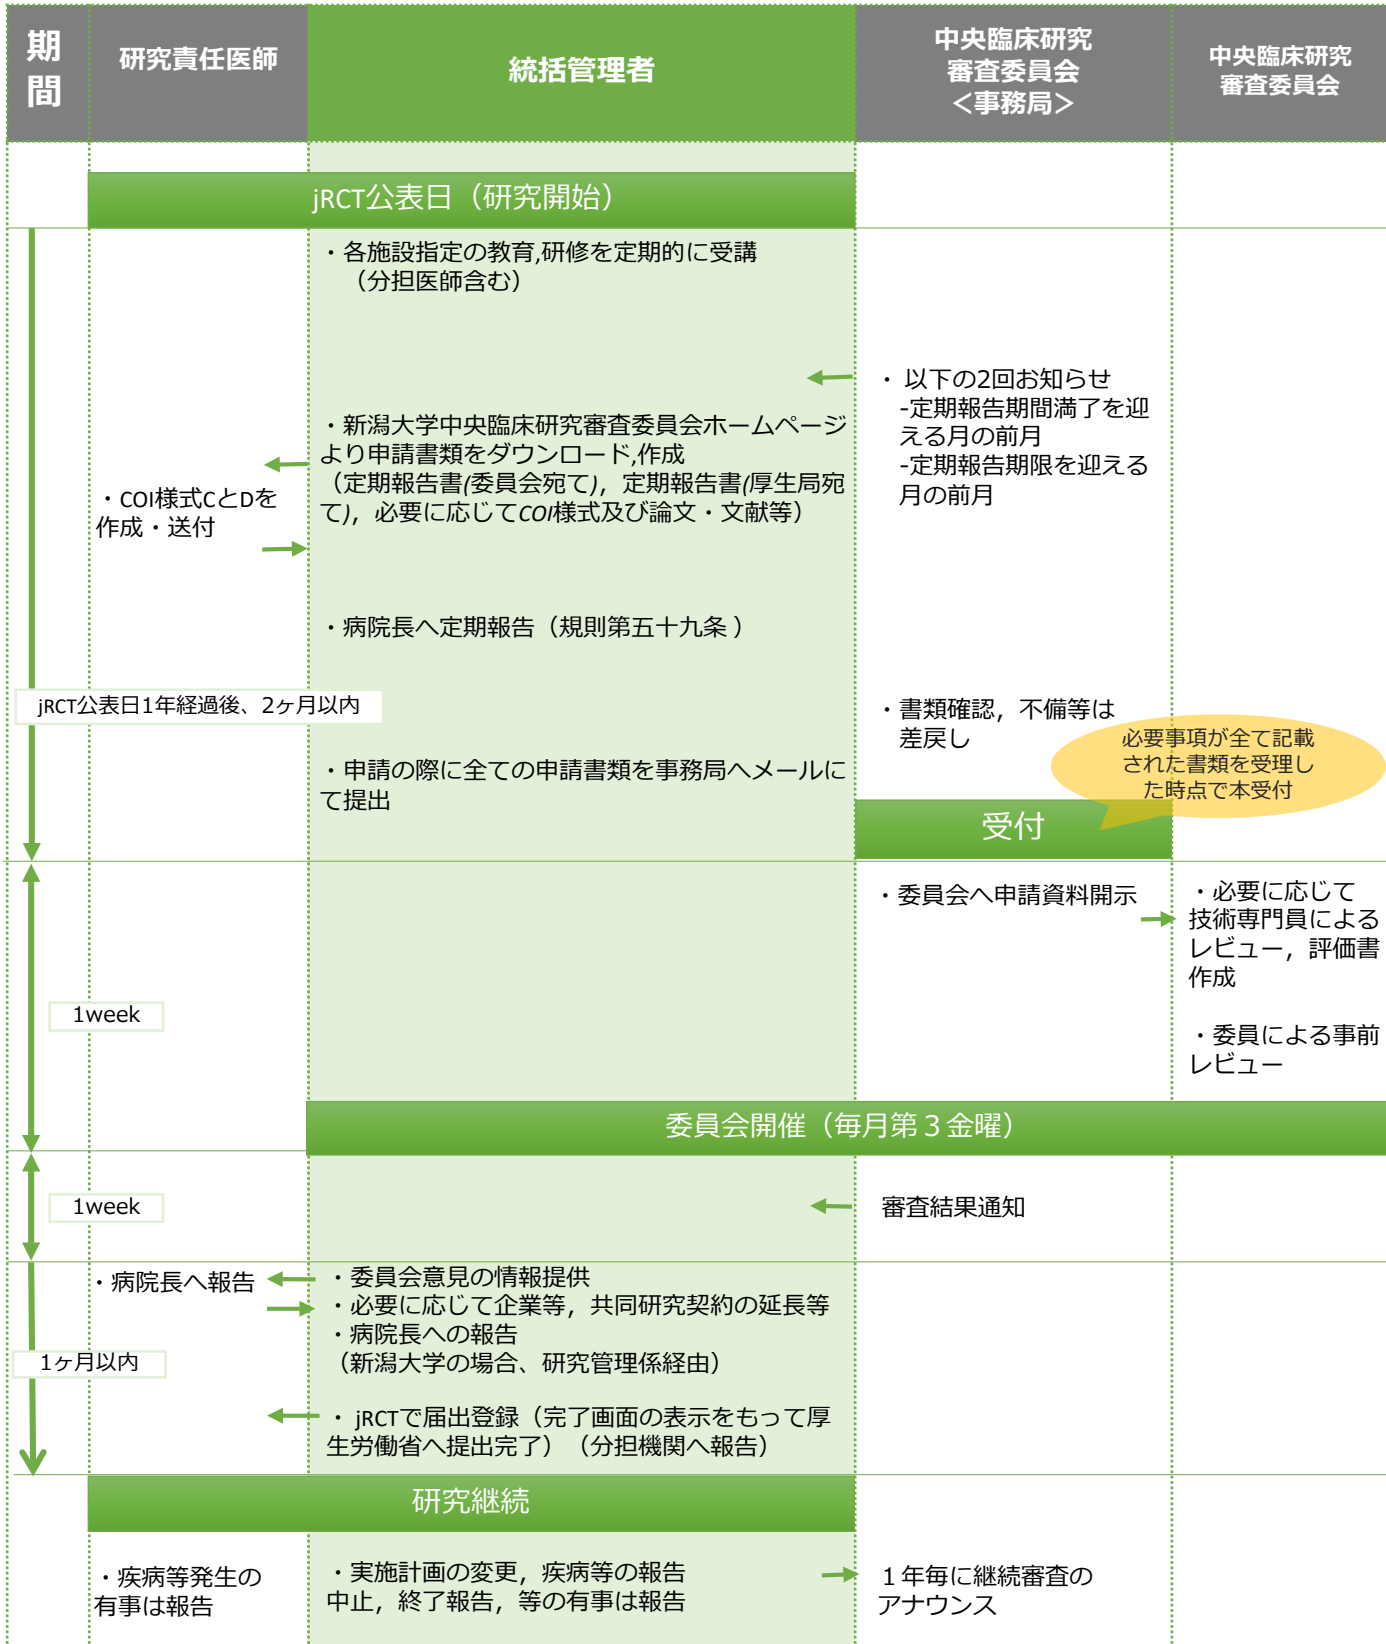 期
間
研究責任医師
統括管理者
中央臨床研究
審査委員会
＜事務局＞
中央臨床研究
審査委員会
jRCT公表日（研究開始）
・各施設指定の教育,研修を定期的に受講
（分担医師含む）
・ 以下の2回お知らせ
-定期報告期間満了を迎
える月の前月
-定期報告期限を迎える
月の前月
・新潟大学中央臨床研究審査委員会ホームページ
より申請書類をダウンロード,作成
（定期報告書(委員会宛て)，定期報告書(厚生局宛
て)，必要に応じてCOI様式及び論文・文献等）
・COI様式CとDを
作成・送付
・病院長へ定期報告（規則第五十九条 ）
jRCT公表日1年経過後、2ヶ月以内
・書類確認，不備等は
差戻し
必要事項が全て記載
された書類を受理し
た時点で本受付
・申請の際に全ての申請書類を事務局へメールに
て提出
受付
・委員会へ申請資料開示
・必要に応じて
技術専門員による
レビュー，評価書
作成
・委員による事前
レビュー
1week
委員会開催（毎月第３金曜）
1week
審査結果通知
・病院長へ報告
・委員会意見の情報提供
・必要に応じて企業等，共同研究契約の延長等
・病院長への報告
（新潟大学の場合、研究管理係経由）
1ヶ月以内
・ jRCTで届出登録（完了画面の表示をもって厚
生労働省へ提出完了）（分担機関へ報告）
研究継続
・疾病等発生の
有事は報告
・実施計画の変更，疾病等の報告
中止，終了報告，等の有事は報告
１年毎に継続審査の
アナウンス